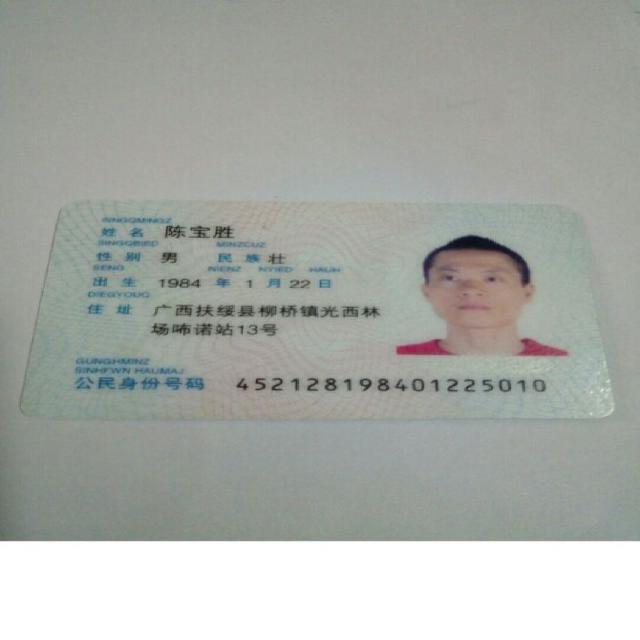 SINGQMINGZ
姓名 陈宝胜
SINGQBIED MINZCUZ
性别 男 民族 壮
SENG NIENZ NYIED HAUH
出生 1984 年 1 月 22 日
DIEGYOUQ
住址 广西扶绥县柳桥镇光西林
场咘诺站13号
GUNGHMINZ
SINHFWN HAUMAJ
公民身份号码 452128198401225010